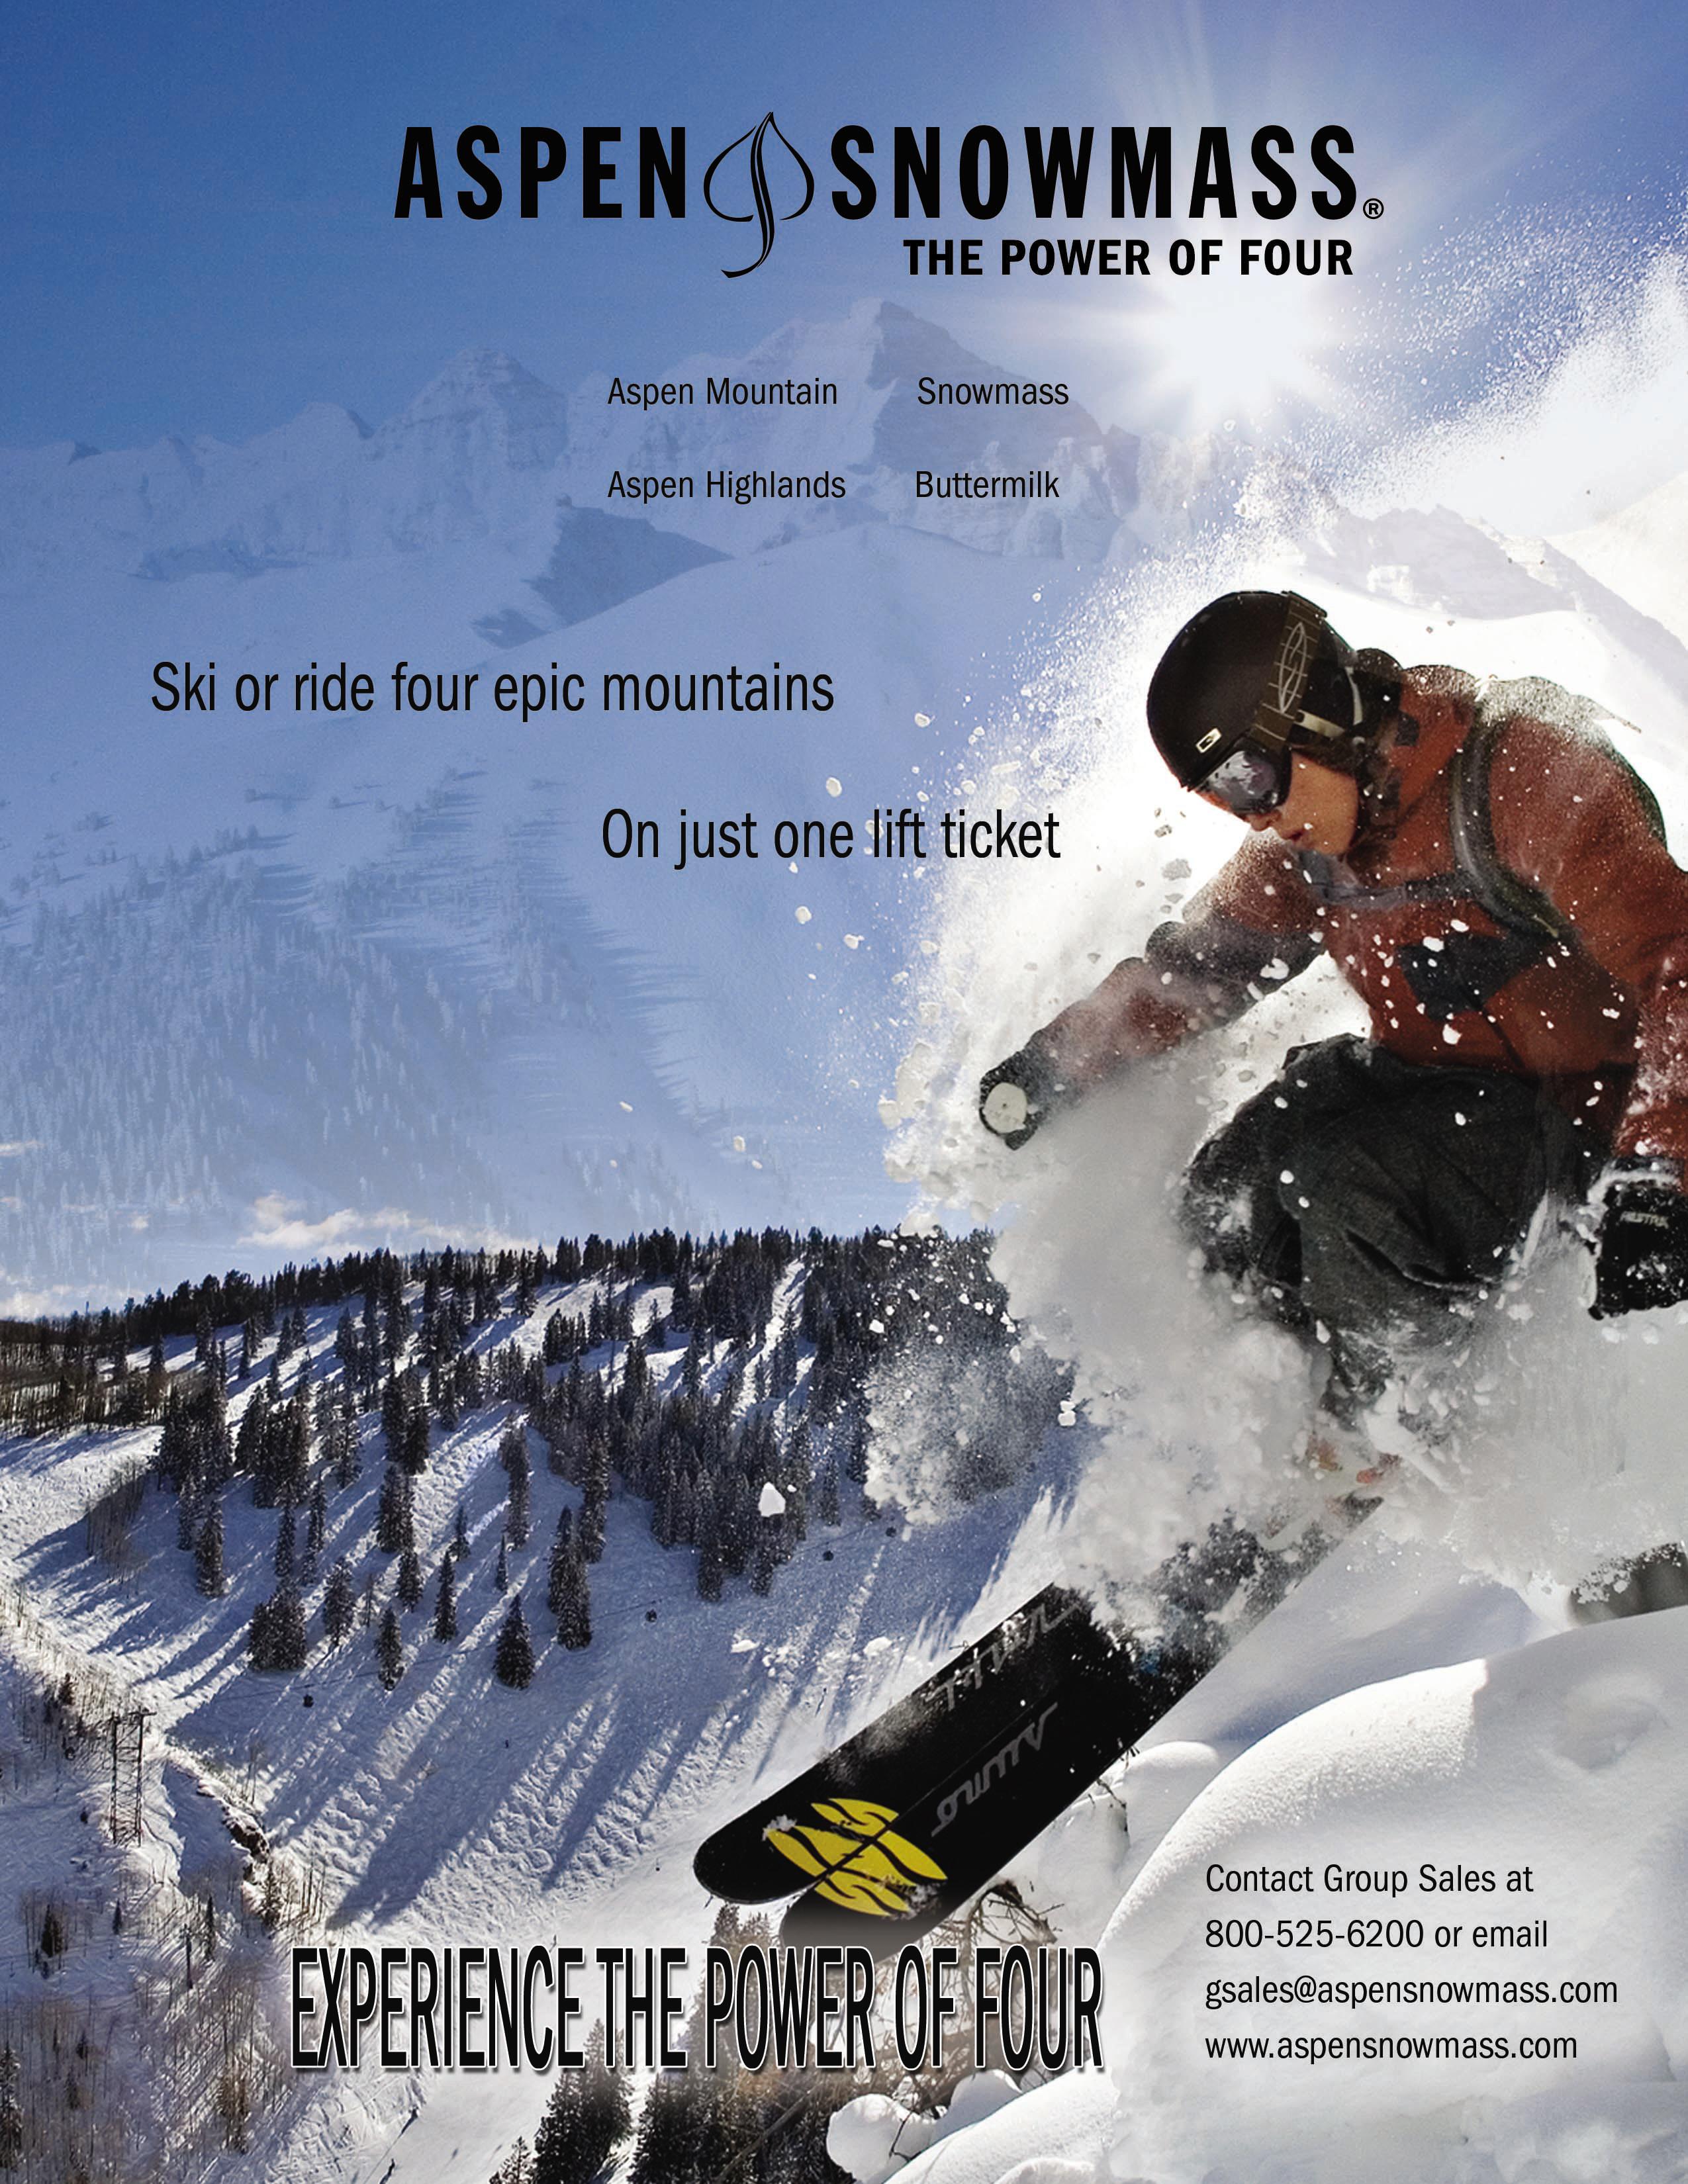 ASPEN SNOWMASS®
THE POWER OF FOUR
Aspen Mountain Snowmass
Aspen Highlands Buttermilk
Ski or ride four epic mountains
On just one lift ticket
EXPERIENCE THE POWER OF FOUR
Contact Group Sales at
800-525-6200 or email
gsales@aspensnowmass.com
www.aspensnowmass.com